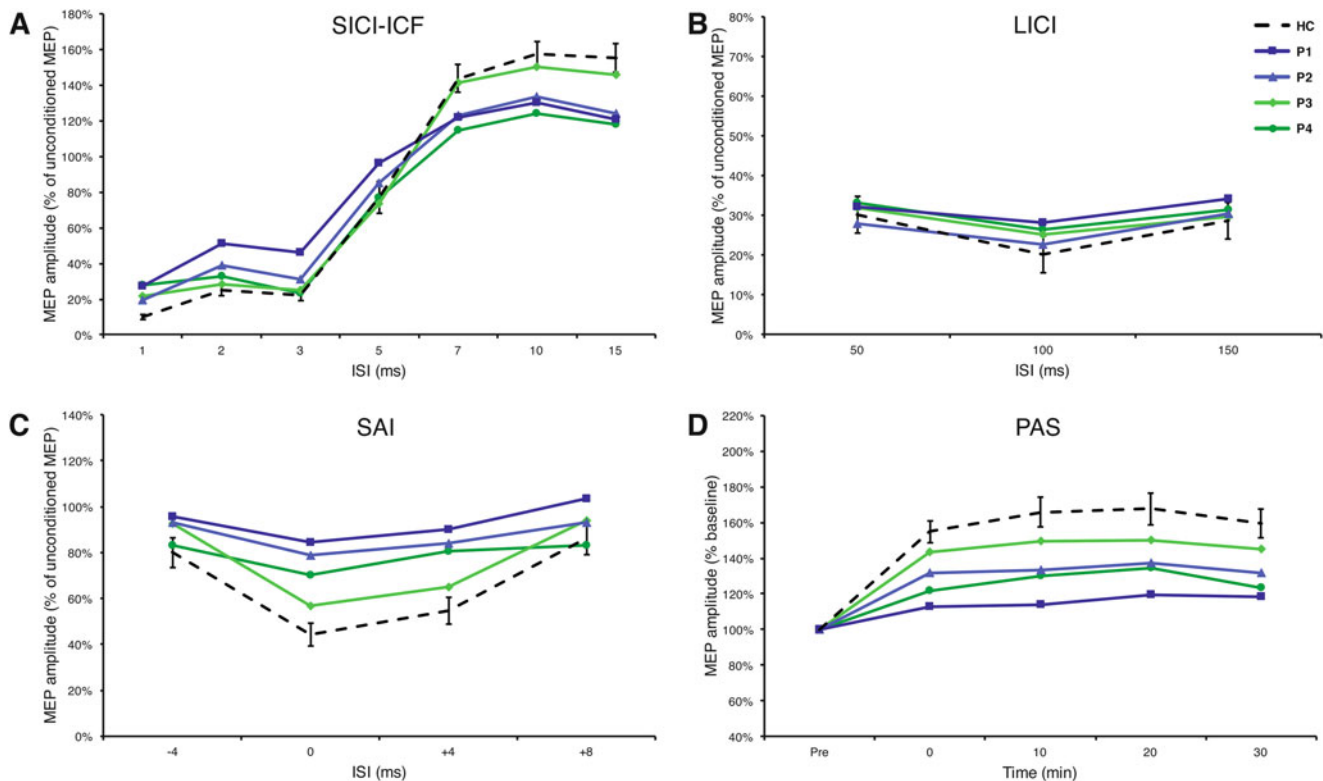 A
SICI-ICF
MEP amplitude (% of unconditioned MEP)
180%
160%
140%
120%
100%
80%
60%
40%
20%
0%
1 2 3 5 7 10 15
ISI (ms)
B
LICI
MEP amplitude (% of unconditioned MEP)
80%
70%
60%
50%
40%
30%
20%
10%
0%
50 100 150
ISI (ms)
HC
P1
P2
P3
P4
C
SAI
MEP amplitude (% of unconditioned MEP)
140%
120%
100%
80%
60%
40%
20%
0%
-4 0 +4 +8
ISI (ms)
D
PAS
MEP amplitude (% baseline)
220%
200%
180%
160%
140%
120%
100%
80%
60%
40%
Pre 0 10 20 30
Time (min)